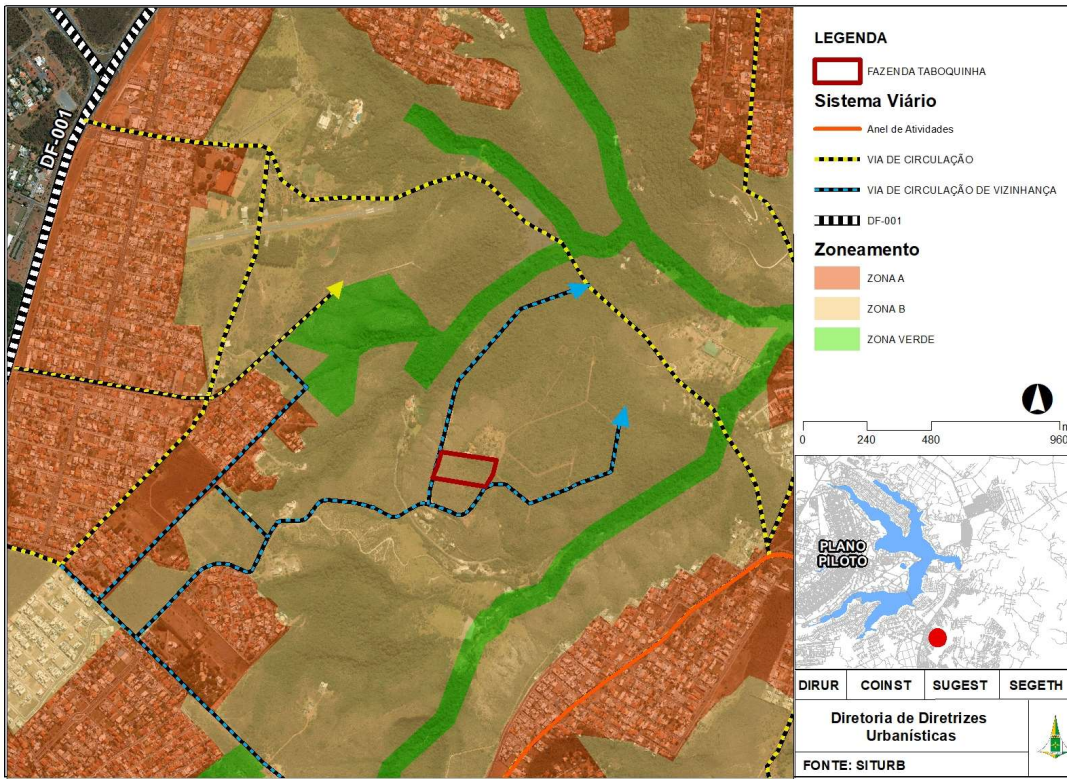 DF-001
LEGENDA
FAZENDA TABOQUINHA
Sistema Viário
Anel de Atividades
VIA DE CIRCULAÇÃO
VIA DE CIRCULAÇÃO DE VIZINHANÇA
DF-001
Zoneamento
ZONA A
ZONA B
ZONA VERDE
m
0 240 480 960
PLANO
PILOTO
DIRUR COINST SUGEST SEGETH
Diretoria de Diretrizes
Urbanísticas
FONTE: SITURB